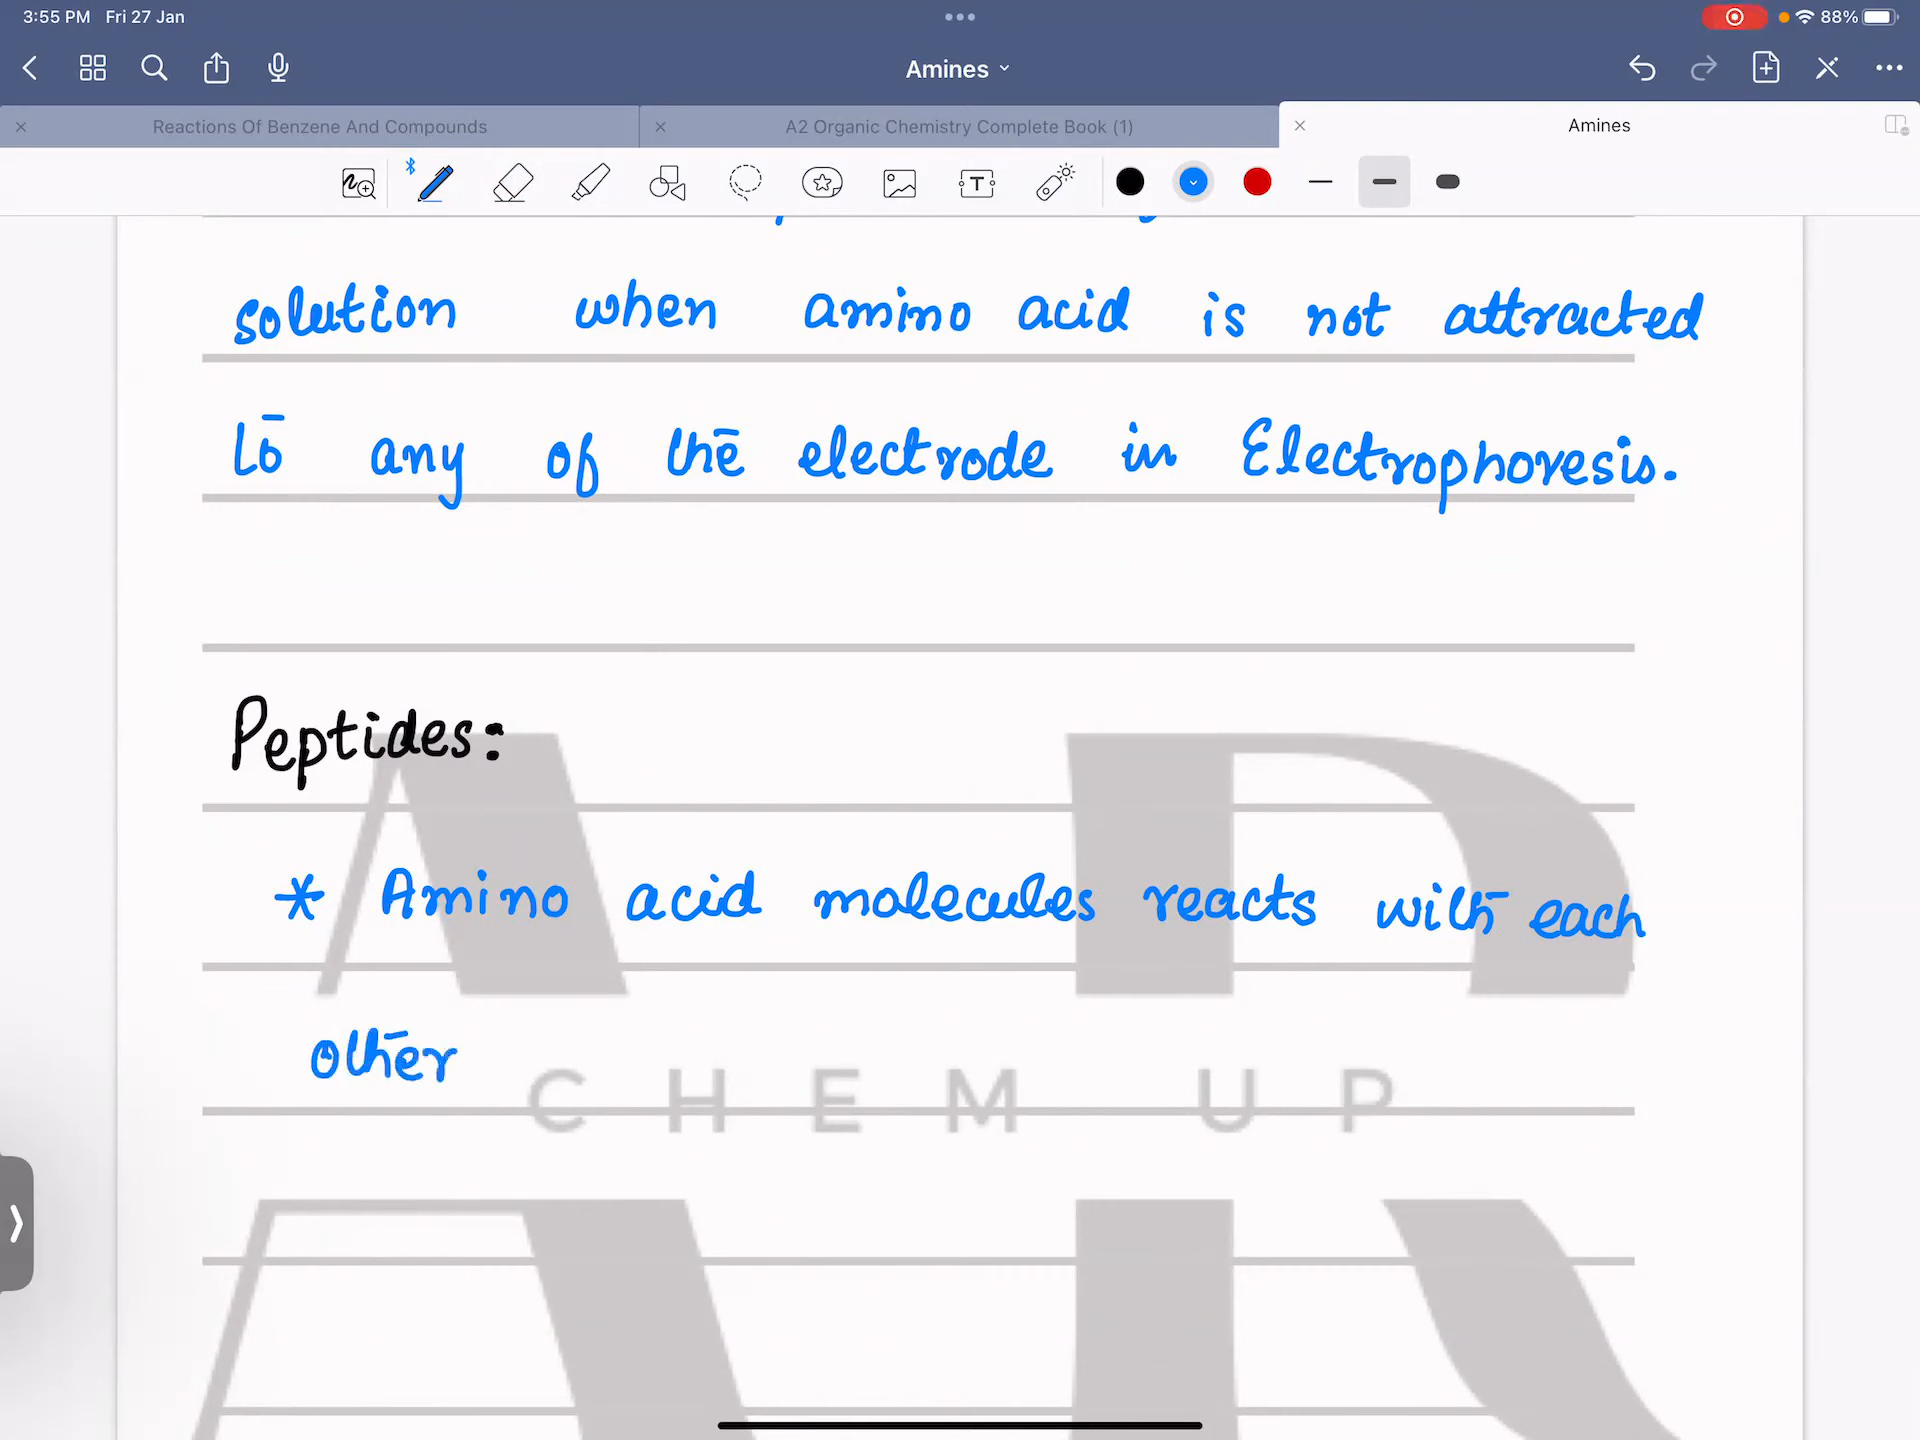 3:55 PM Fri 27 Jan
88%
Amines
Reactions Of Benzene And Compounds
A2 Organic Chemistry Complete Book (1)
Amines
T
solution when amino acid is not attracted
to any of the electrode in Electrophoresis.
Peptides:
* Amino acid molecules reacts with each
other
AR
CHEM UP
AR